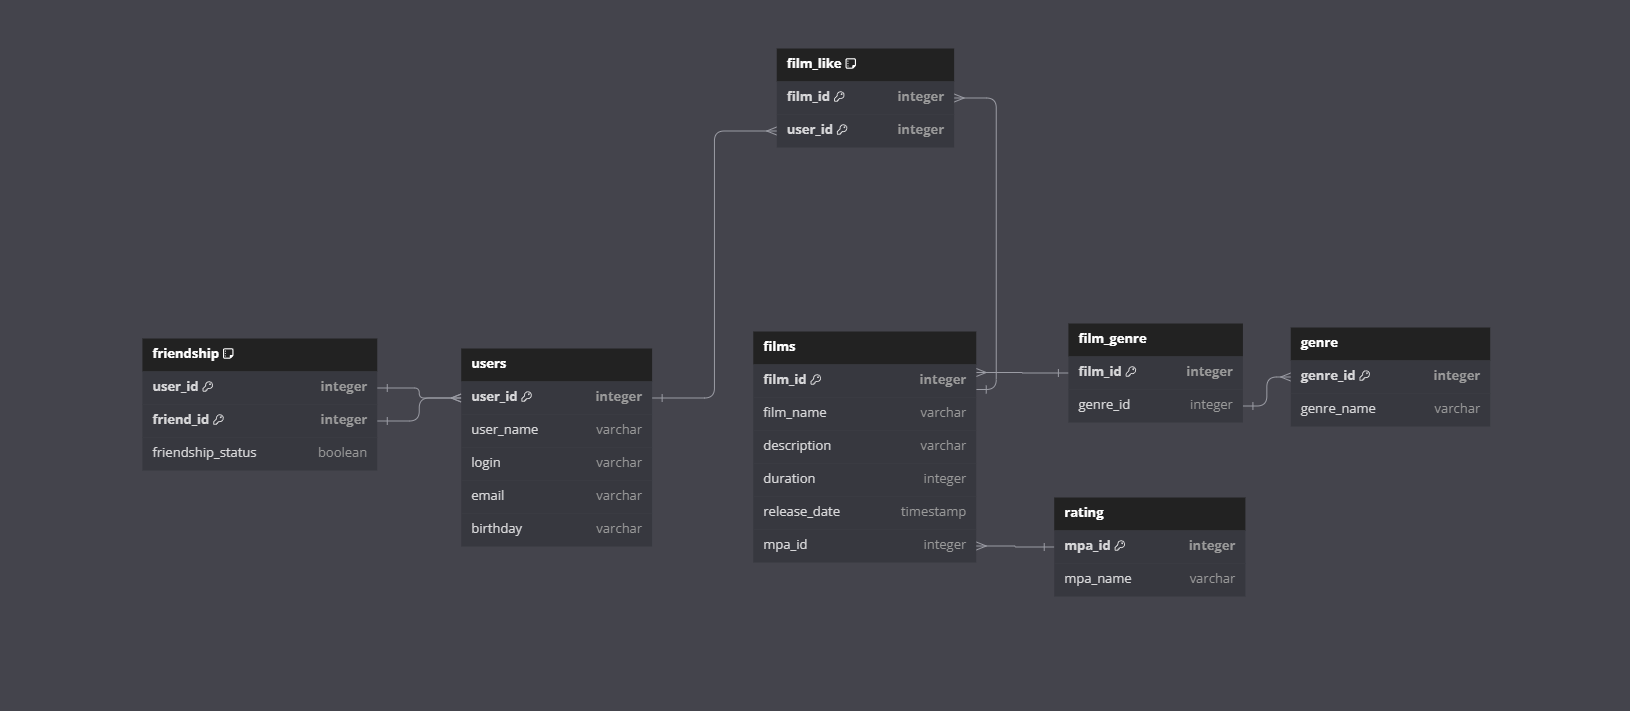 film_like
film_id integer
user_id integer
friendship
user_id integer
friend_id integer
friendship_status boolean
users
user_id integer
user_name varchar
login varchar
email varchar
birthday varchar
films
film_id integer
film_name varchar
description varchar
duration integer
release_date timestamp
mpa_id integer
film_genre
film_id integer
genre_id integer
genre
genre_id integer
genre_name varchar
rating
mpa_id integer
mpa_name varchar